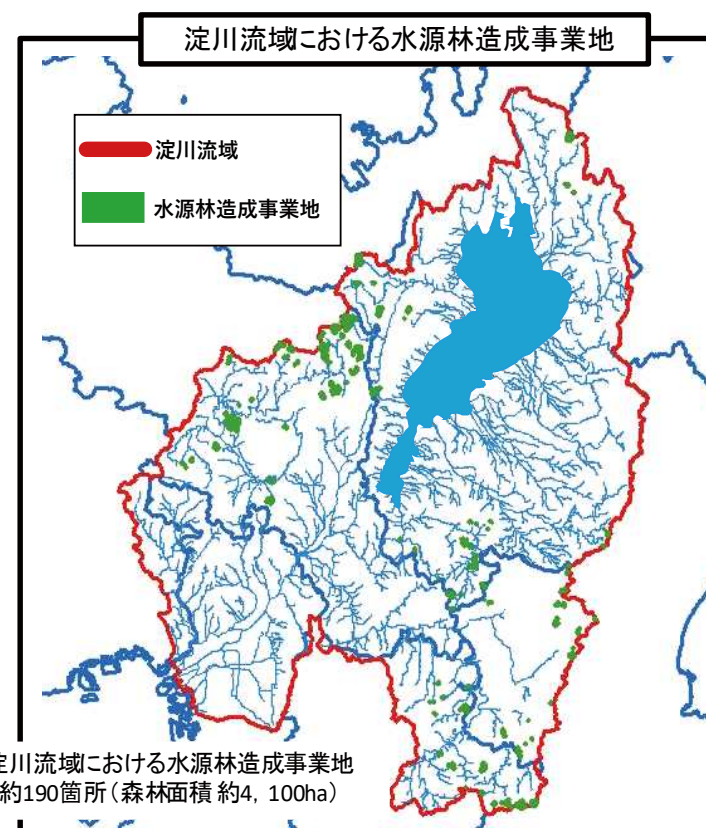 淀川流域における水源林造成事業地
淀川流域
水源林造成事業地
淀川流域における水源林造成事業地
約190箇所（森林面積 約4，100ha）